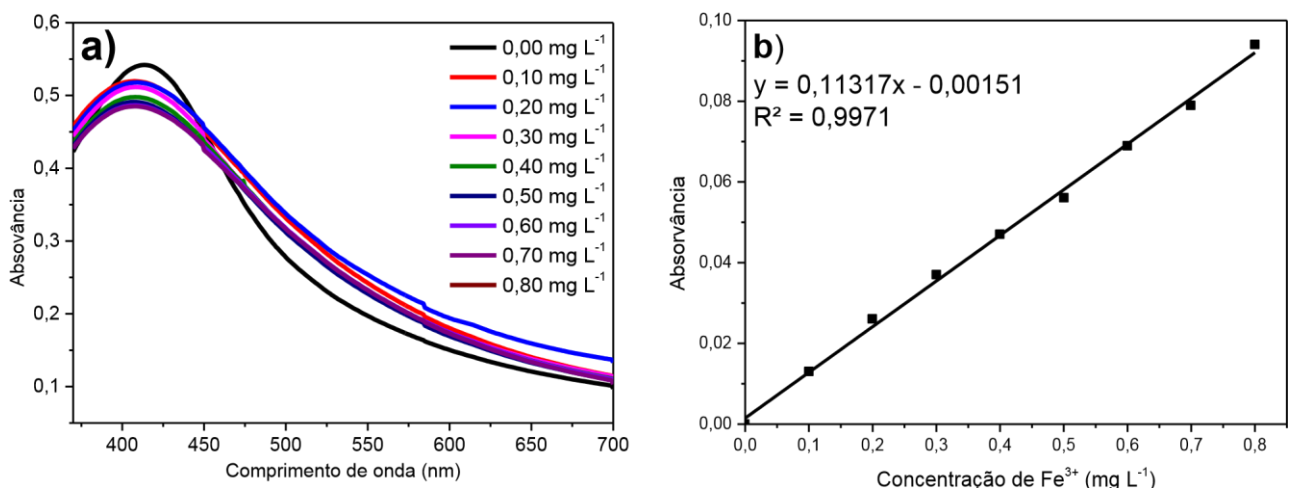 a)
0,6
0,5
0,4
0,3
0,2
0,1
Absovância
400 450 500 550 600 650 700
Comprimento de onda (nm)
0,00 mg L⁻¹
0,10 mg L⁻¹
0,20 mg L⁻¹
0,30 mg L⁻¹
0,40 mg L⁻¹
0,50 mg L⁻¹
0,60 mg L⁻¹
0,70 mg L⁻¹
0,80 mg L⁻¹
b)
y = 0,11317x - 0,00151
R² = 0,9971
0,10
0,08
0,06
0,04
0,02
0,00
Absorvância
0,0 0,1 0,2 0,3 0,4 0,5 0,6 0,7 0,8
Concentração de Fe³⁺ (mg L⁻¹)